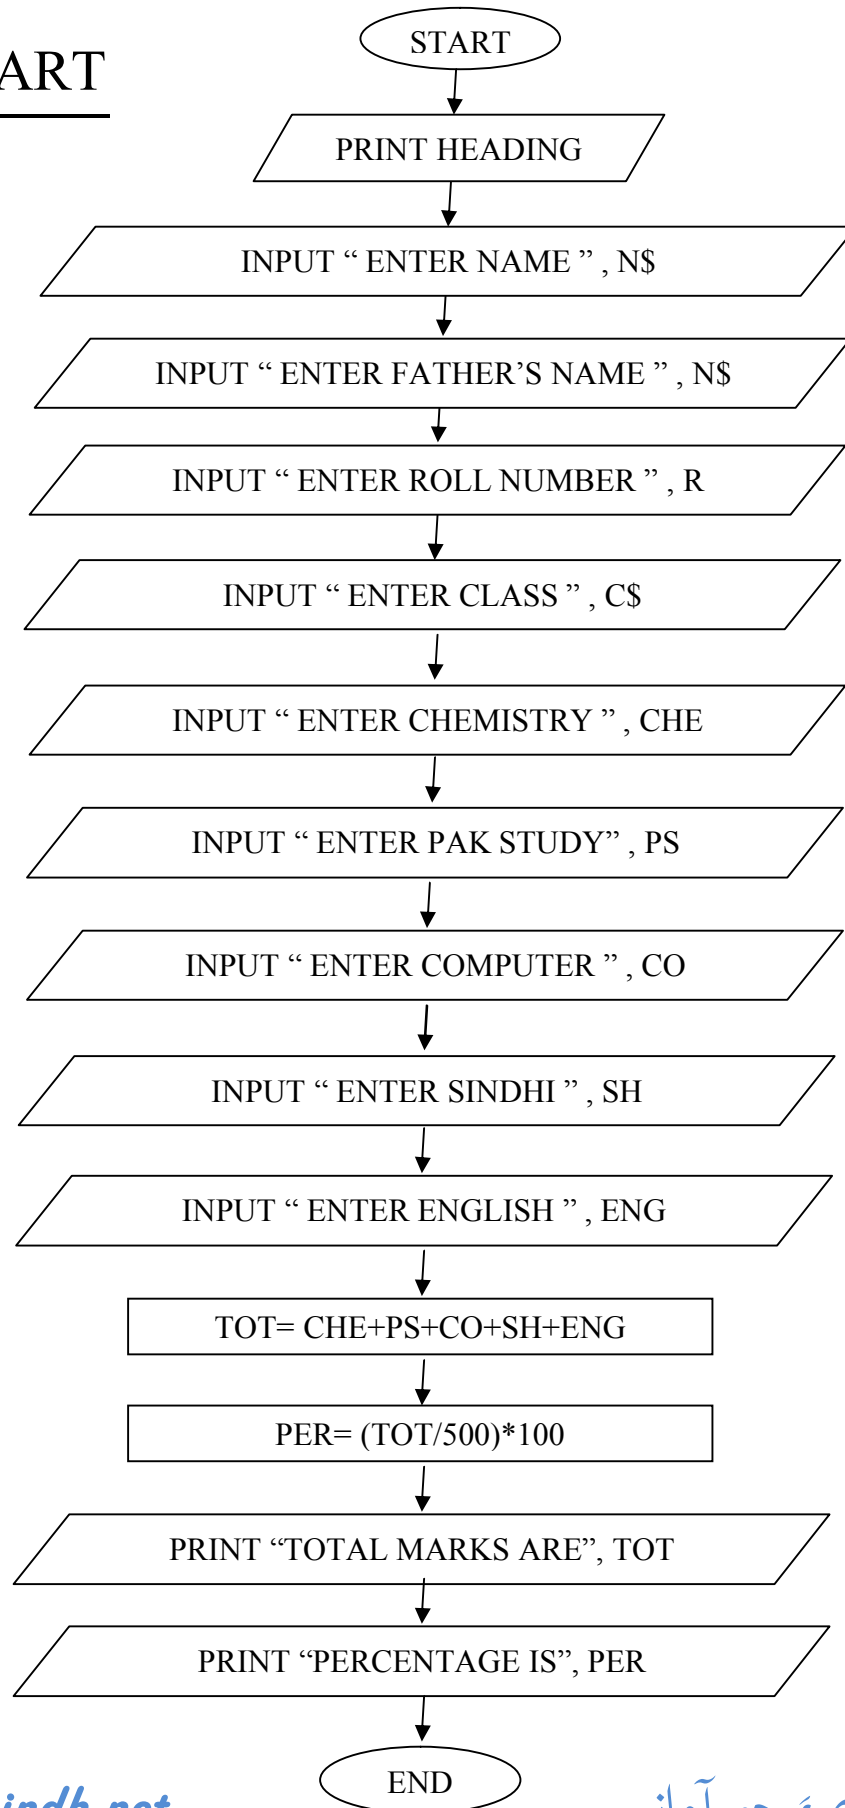 START
ART
PRINT HEADING
INPUT “ ENTER NAME ” , N$
INPUT “ ENTER FATHER’S NAME ” , N$
INPUT “ ENTER ROLL NUMBER ” , R
INPUT “ ENTER CLASS ” , C$
INPUT “ ENTER CHEMISTRY ” , CHE
INPUT “ ENTER PAK STUDY” , PS
INPUT “ ENTER COMPUTER ” , CO
INPUT “ ENTER SINDHI ” , SH
INPUT “ ENTER ENGLISH ” , ENG
TOT= CHE+PS+CO+SH+ENG
PER= (TOT/500)*100
PRINT “TOTAL MARKS ARE”, TOT
PRINT “PERCENTAGE IS”, PER
END
indh.net